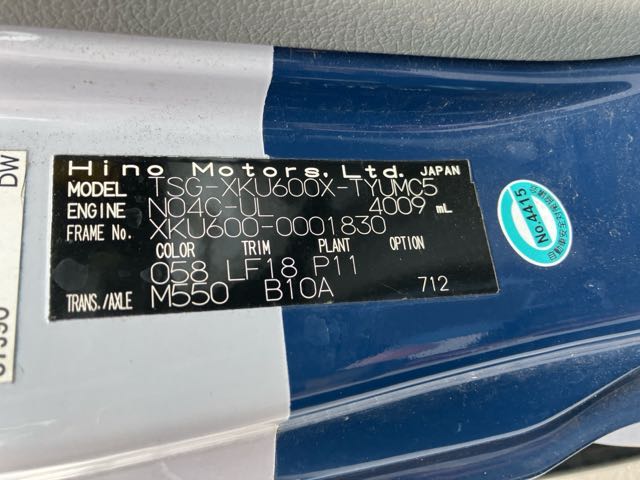 Hino Motors, Ltd. JAPAN
MODEL TSG-XKU600X-TYUMC5
ENGINE N04C-UL 4009 mL
FRAME No. XKU600-0001830
COLOR TRIM PLANT OPTION
058 LF18 P11
TRANS./AXLE M550 B10A 712
No.4415
DW